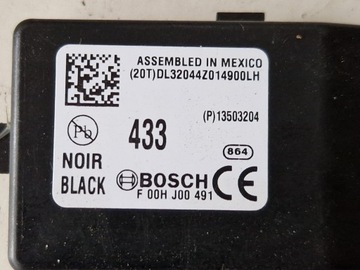 ASSEMBLED IN MEXICO
(20T)DL32044Z014900LH
(P)13503204
Pb
433
864
NOIR
BLACK
BOSCH
CE
F 00H J00 491